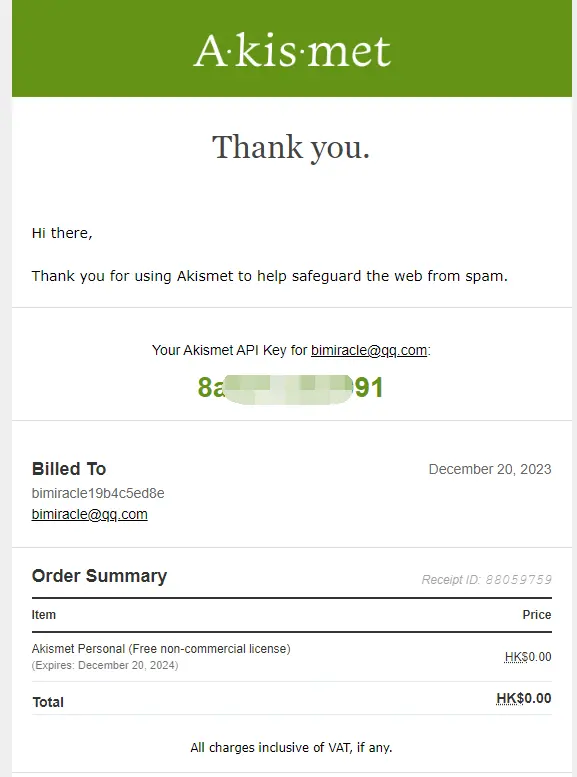 A·kis·met
Thank you.
Hi there,
Thank you for using Akismet to help safeguard the web from spam.
Your Akismet API Key for bimiracle@qq.com:
8a 91
Billed To
December 20, 2023
bimiracle19b4c5ed8e
bimiracle@qq.com
Order Summary
Receipt ID: 88059759
Item Price
Akismet Personal (Free non-commercial license)
(Expires: December 20, 2024)
HK$0.00
Total HK$0.00
All charges inclusive of VAT, if any.